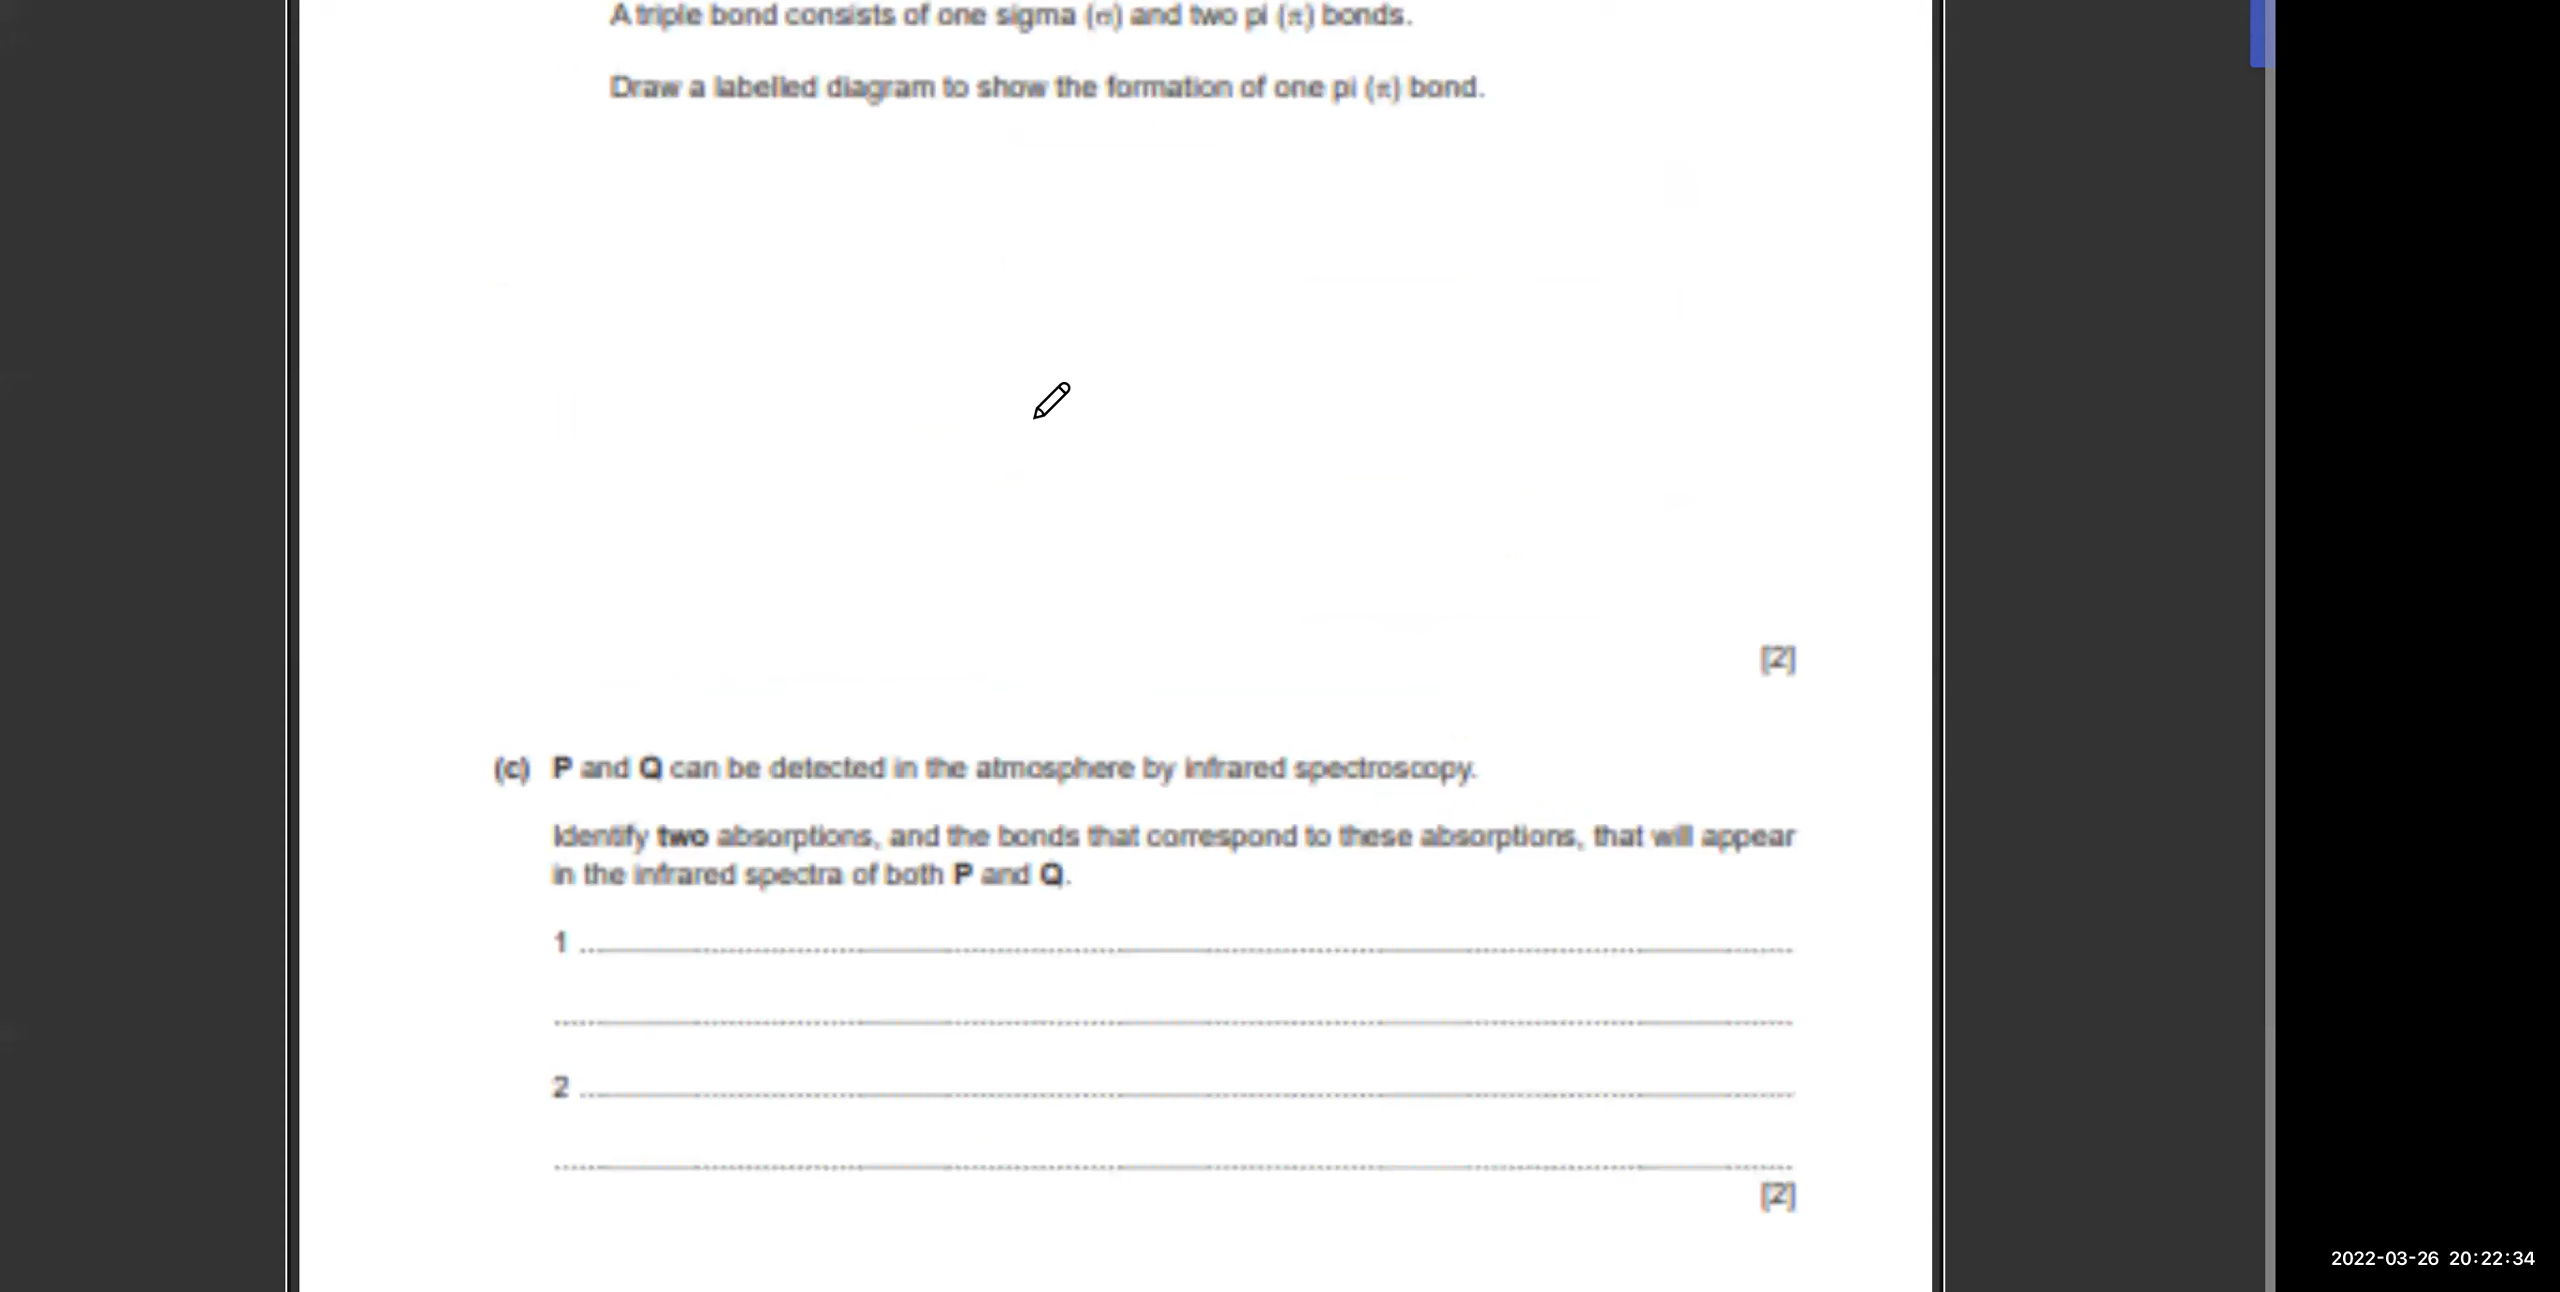 A triple bond consists of one sigma (σ) and two pi (π) bonds.
Draw a labelled diagram to show the formation of one pi (π) bond.
[2]
(c) P and Q can be detected in the atmosphere by infrared spectroscopy.
Identify two absorptions, and the bonds that correspond to these absorptions, that will appear
in the infrared spectra of both P and Q.
1
2
[2]
2022-03-26 20:22:34